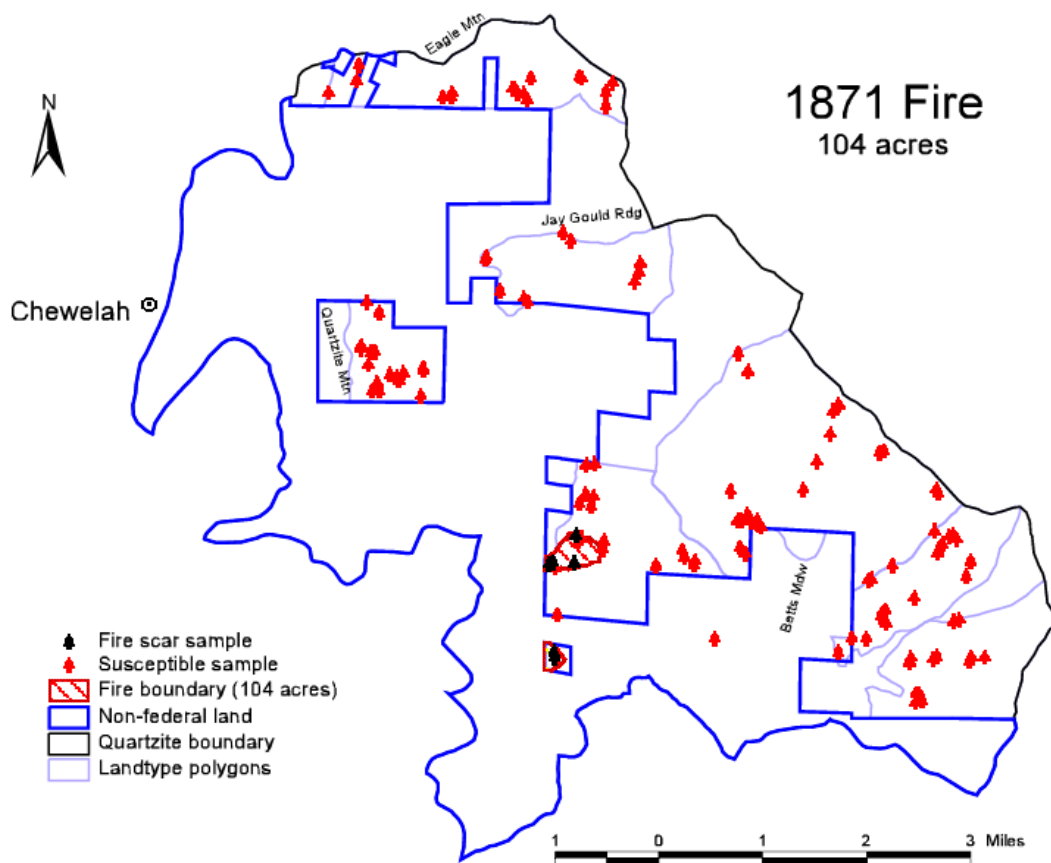 Eagle Mtn
1871 Fire
104 acres
N
Jay Gould Rdg
Chewelah
Quartzite Mtn
Betts Mdw
Fire scar sample
Susceptible sample
Fire boundary (104 acres)
Non-federal land
Quartzite boundary
Landtype polygons
1 0 1 2 3 Miles